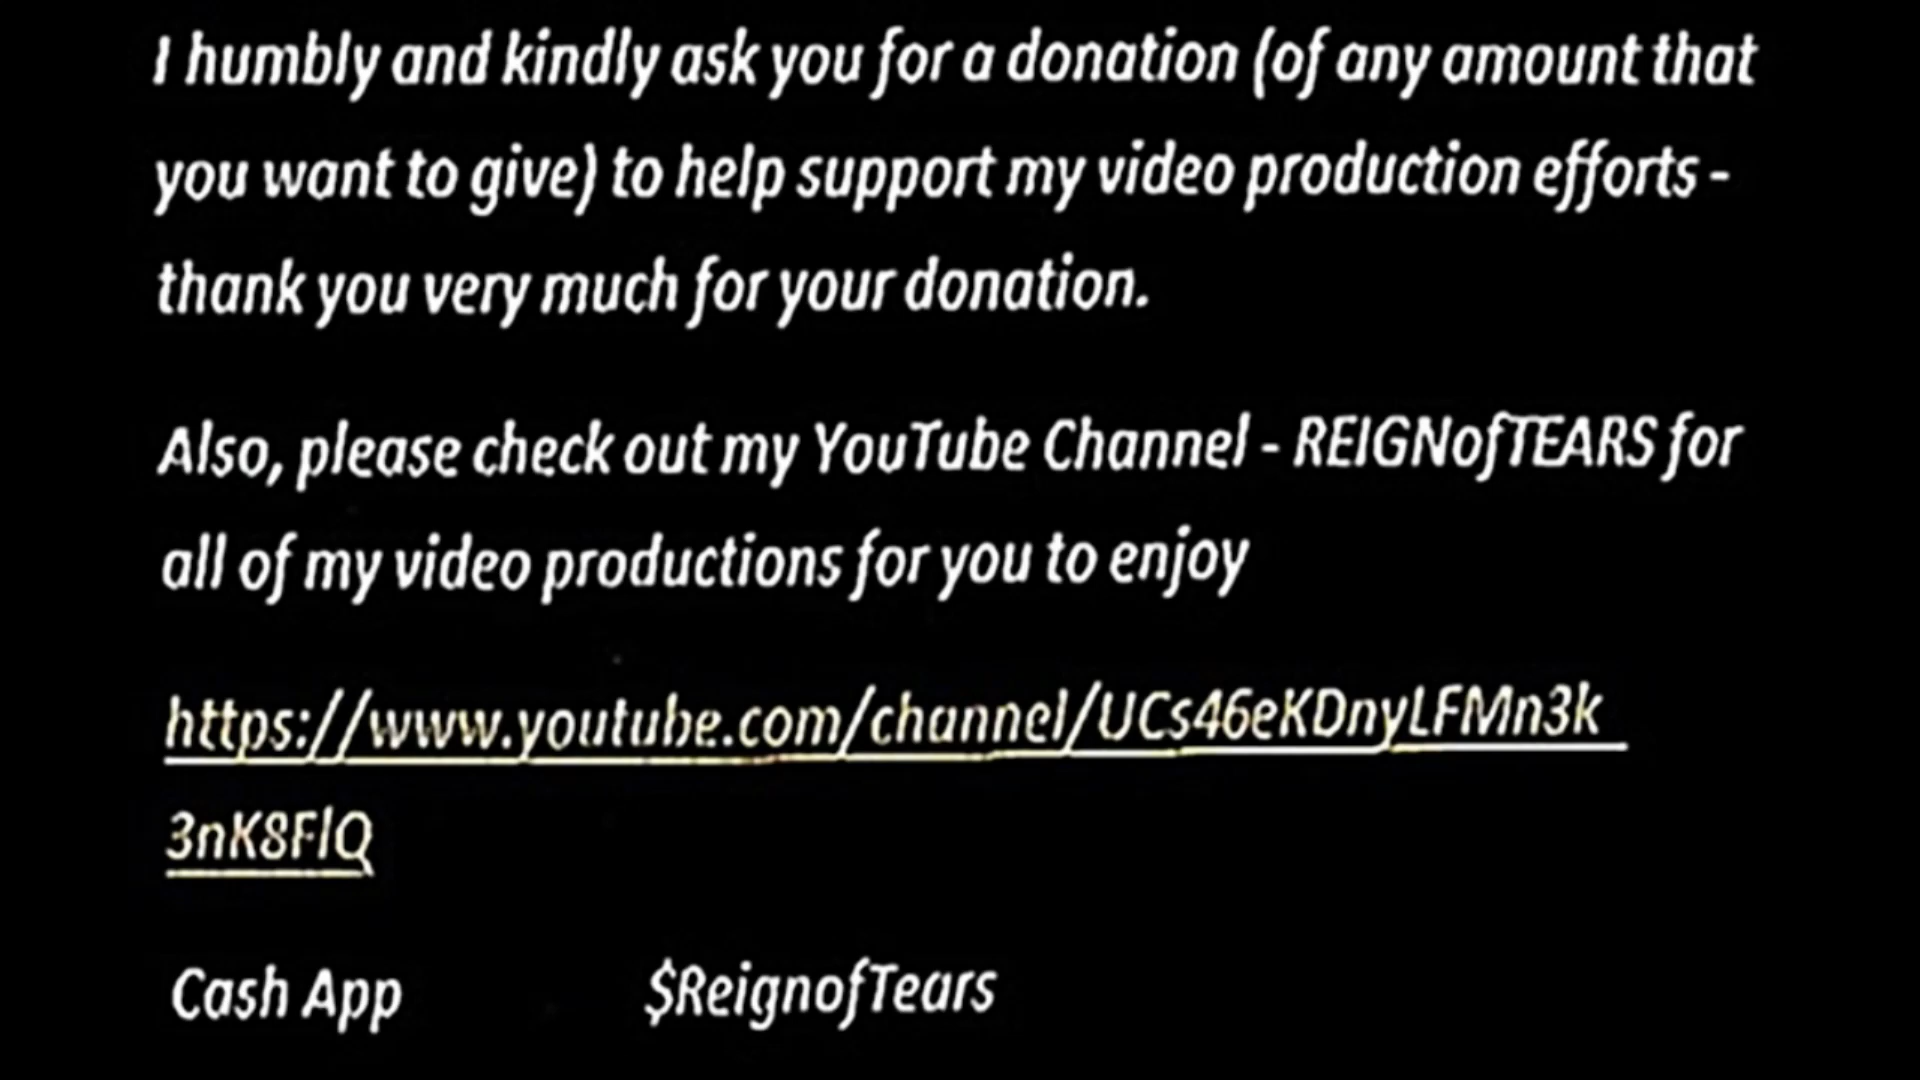 I humbly and kindly ask you for a donation (of any amount that
you want to give) to help support my video production efforts -
thank you very much for your donation.
Also, please check out my YouTube Channel - REIGNofTEARS for
all of my video productions for you to enjoy
https://www.youtube.com/channel/UCs46eKDnyLFMn3k
3nK8FlQ
Cash App $ReignofTears